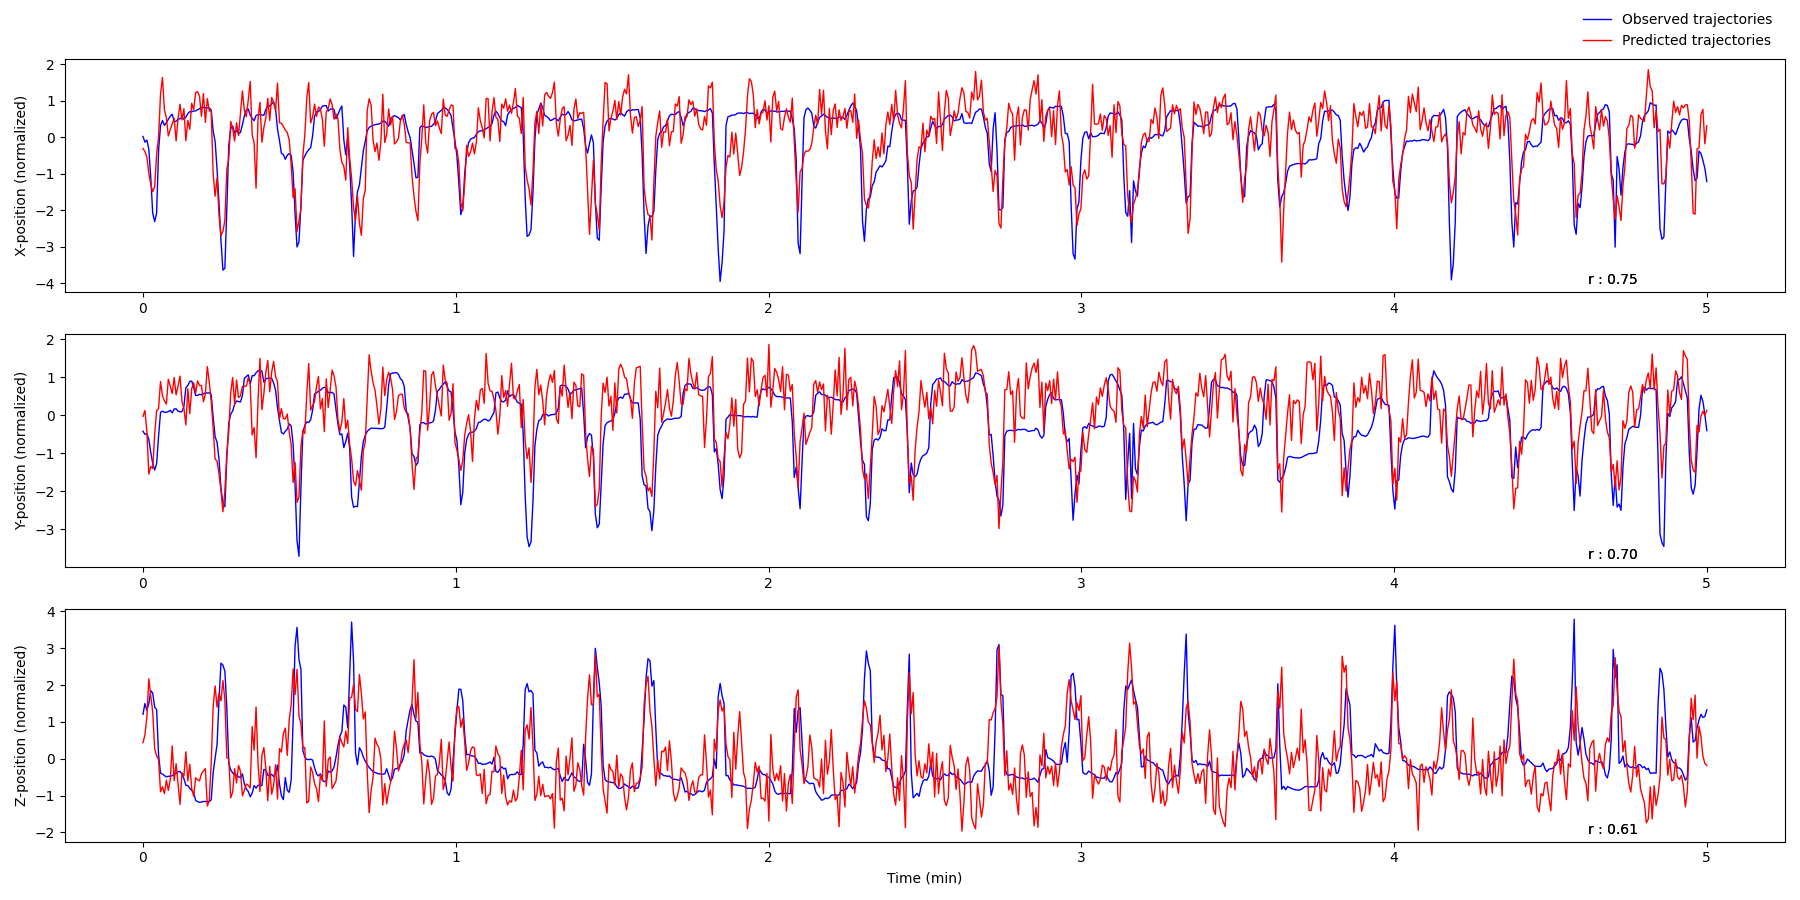 Observed trajectories
Predicted trajectories
X-position (normalized)
2
1
0
−1
−2
−3
−4
r : 0.75
0 1 2 3 4 5
Y-position (normalized)
2
1
0
−1
−2
−3
r : 0.70
0 1 2 3 4 5
Z-position (normalized)
4
3
2
1
0
−1
−2
r : 0.61
0 1 2 3 4 5
Time (min)